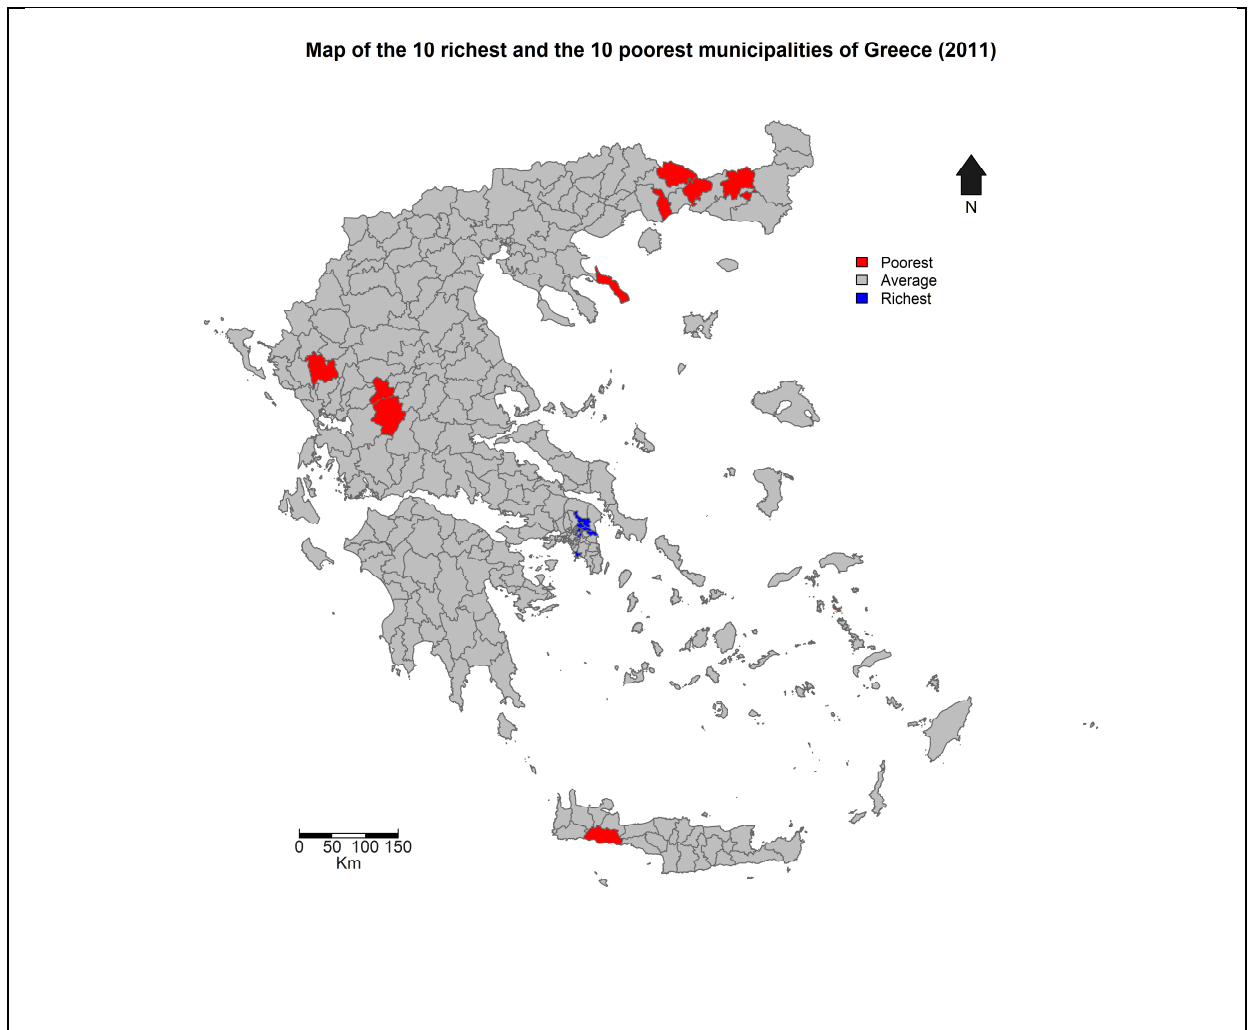 Map of the 10 richest and the 10 poorest municipalities of Greece (2011)
N
Poorest
Average
Richest
0 50 100 150
Km